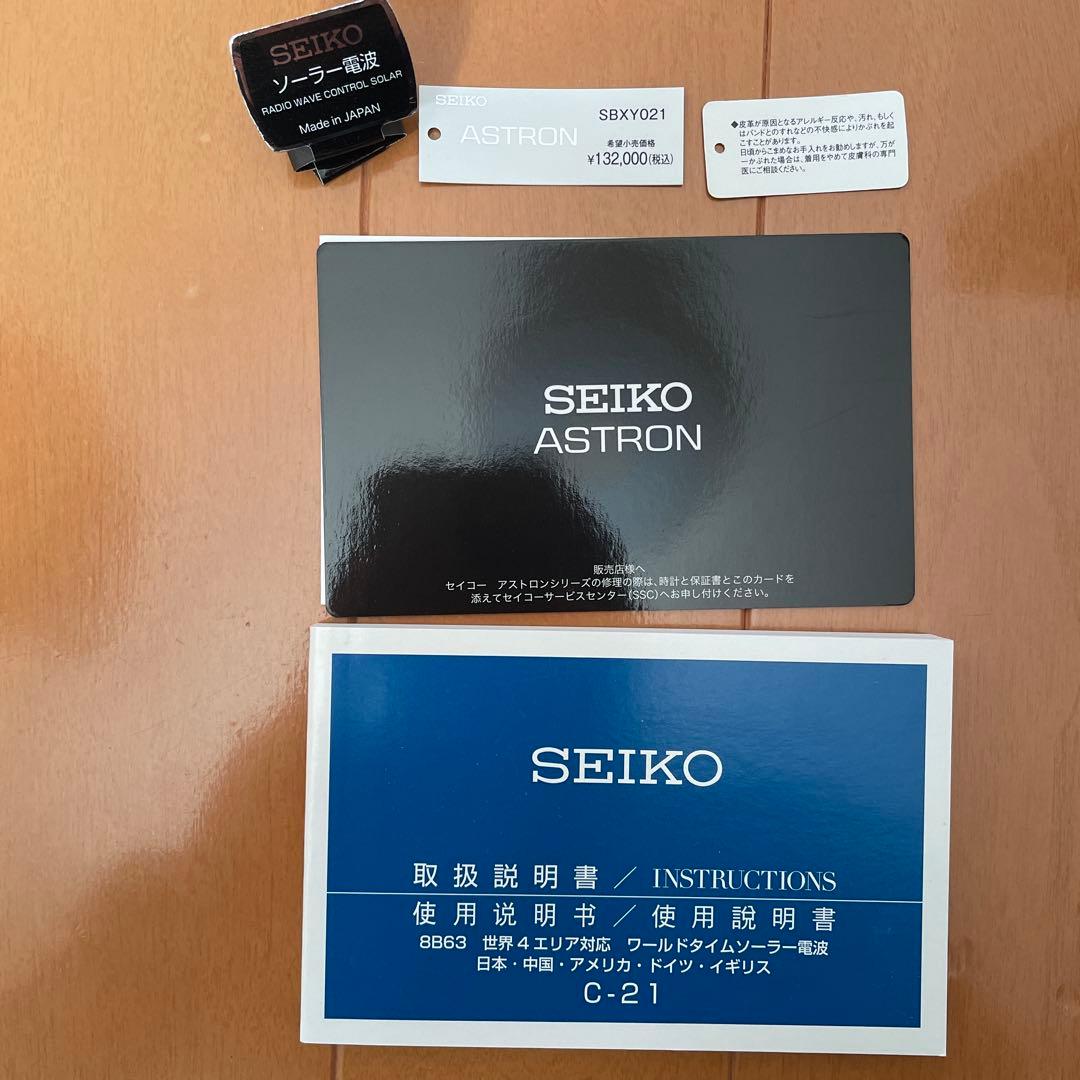 SEIKO
ソーラー電波
RADIO WAVE CONTROL SOLAR
Made in JAPAN
SEIKO
ASTRON
SBXY021
希望小売価格
¥132,000(税込)
◆皮革が原因となるアレルギー反応や、汚れ、もしく
はバンドとのすれなどの不快感によりかぶれを起
こすことがあります。
日頃からこまめなお手入れをお勧めしますが、万が
一かぶれた場合は、着用をやめて皮膚科の専門
医にご相談ください。
SEIKO
ASTRON
販売店様へ
セイコー アストロンシリーズの修理の際は、時計と保証書とこのカードを
添えてセイコーサービスセンター(SSC)へお申し付けください。
SEIKO
取扱説明書/INSTRUCTIONS
使用说明书/使用說明書
8B63 世界4エリア対応 ワールドタイムソーラー電波
日本・中国・アメリカ・ドイツ・イギリス
C-21